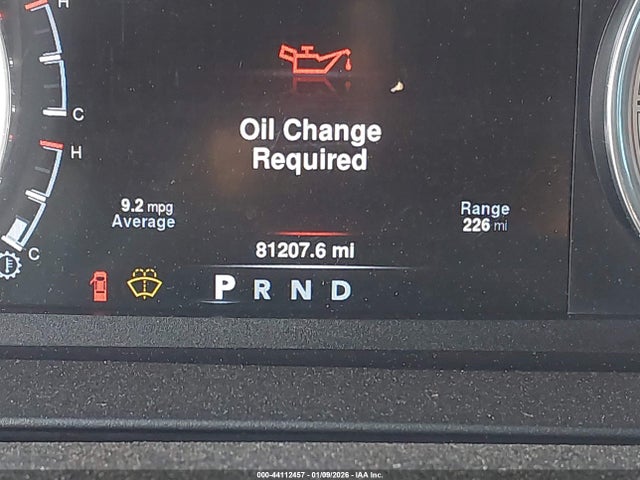 H
C
H
C
Oil Change
Required
9.2 mpg
Average
Range
226 mi
81207.6 mi
P R N D
000-44112457 - 01/09/2026 - IAA Inc.